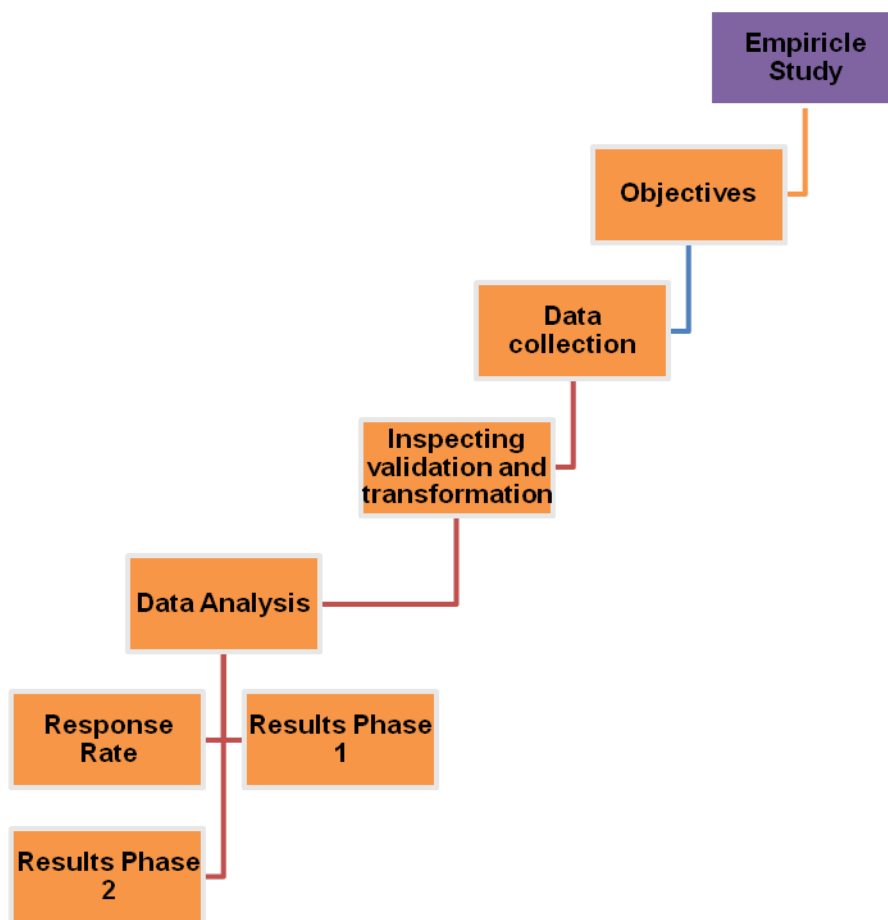 Empiricle
Study
Objectives
Data
collection
Inspecting
validation and
transformation
Data Analysis
Response
Rate
Results Phase
1
Results Phase
2